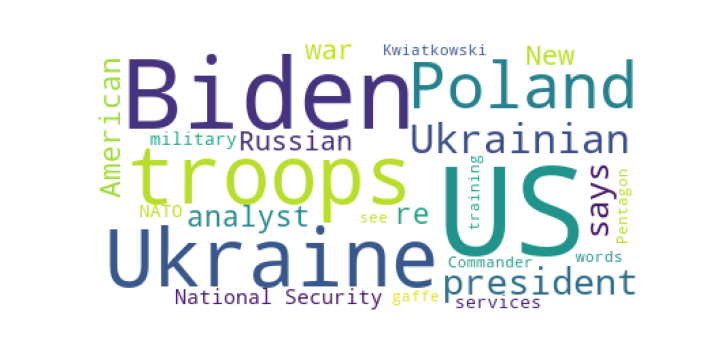 Kwiatkowski
war
New
American
Biden
Poland
military
Russian
Ukrainian
troops
US
says
training
Pentagon
NATO
analyst
see
re
Ukraine
Commander
words
president
National Security
gaffe
services